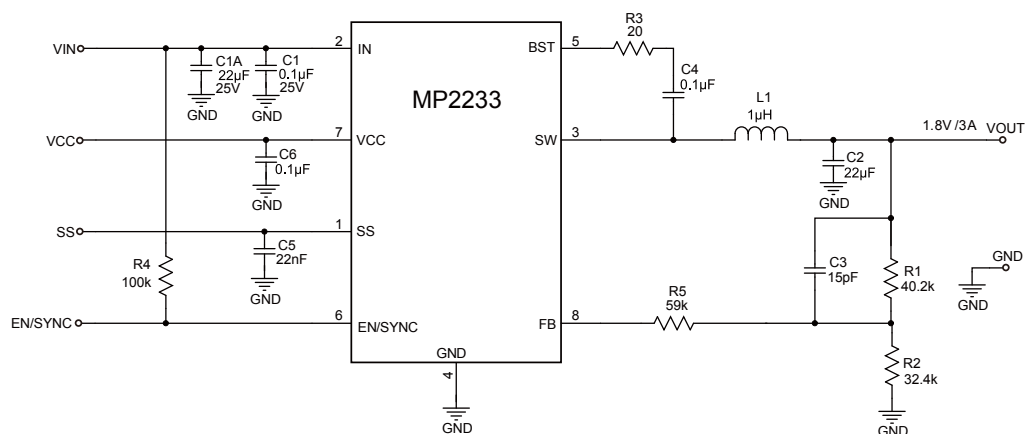 VIN
2
IN
C1A
22µF
25V
GND
C1
0.1µF
25V
GND
VCC
7
VCC
C6
0.1µF
GND
SS
1
SS
C5
22nF
GND
R4
100k
EN/SYNC
6
EN/SYNC
MP2233
GND
4
GND
BST
5
R3
20
C4
0.1µF
SW
3
L1
1µH
1.8V /3A
VOUT
C2
22µF
GND
C3
15pF
R1
40.2k
GND
GND
FB
8
R5
59k
R2
32.4k
GND